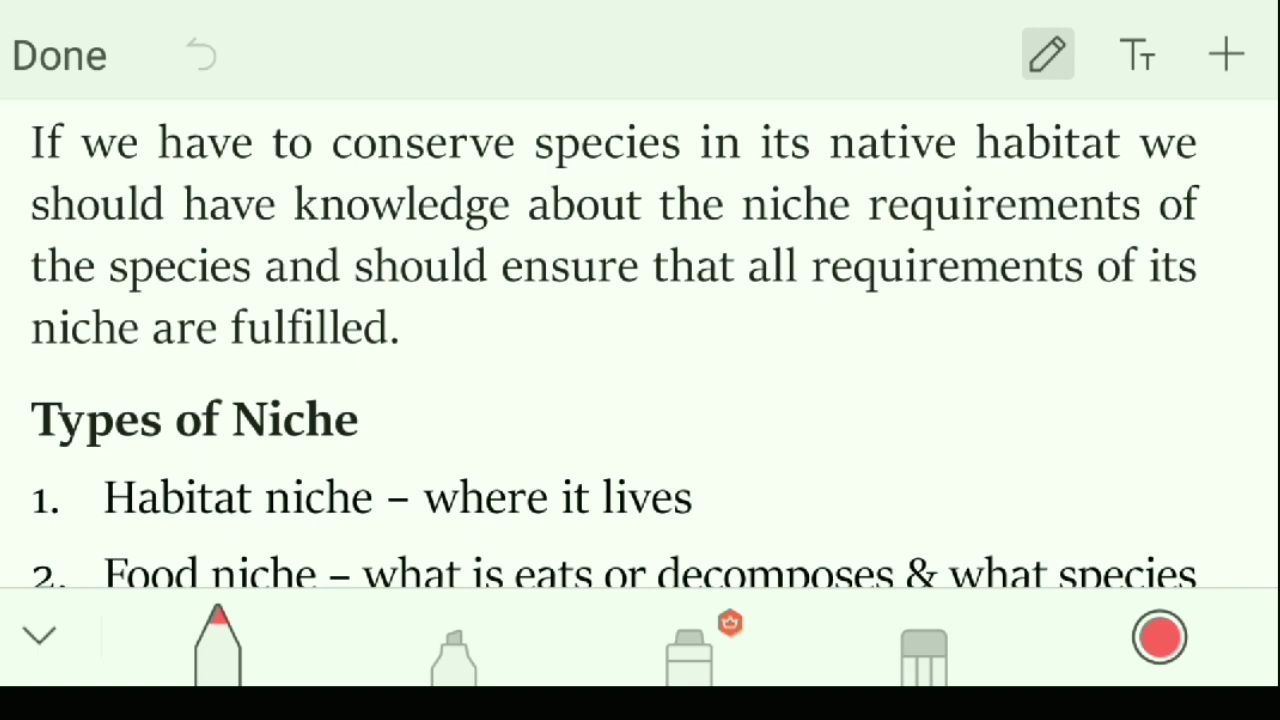 Done
If we have to conserve species in its native habitat we
should have knowledge about the niche requirements of
the species and should ensure that all requirements of its
niche are fulfilled.
Types of Niche
1. Habitat niche – where it lives
2. Food niche – what is eats or decomposes & what species